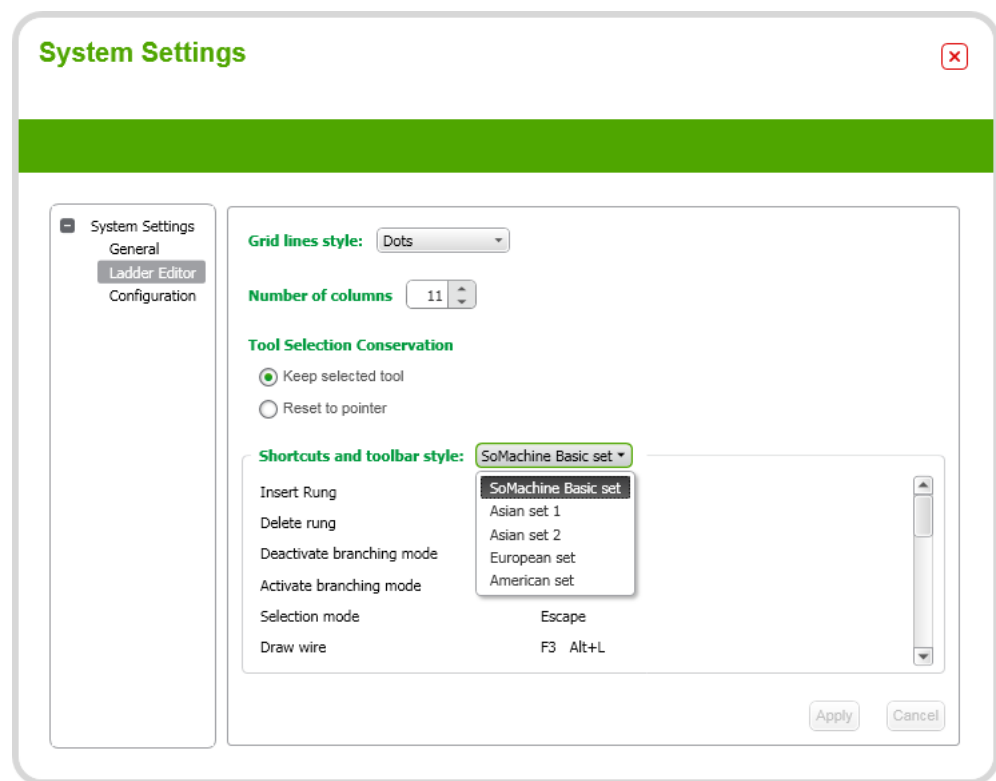 System Settings
System Settings
General
Ladder Editor
Configuration
Grid lines style: Dots
Number of columns 11
Tool Selection Conservation
Keep selected tool
Reset to pointer
Shortcuts and toolbar style: SoMachine Basic set
SoMachine Basic set
Asian set 1
Asian set 2
European set
American set
Insert Rung
Delete rung
Deactivate branching mode
Activate branching mode
Selection mode Escape
Draw wire F3 Alt+L
Apply Cancel